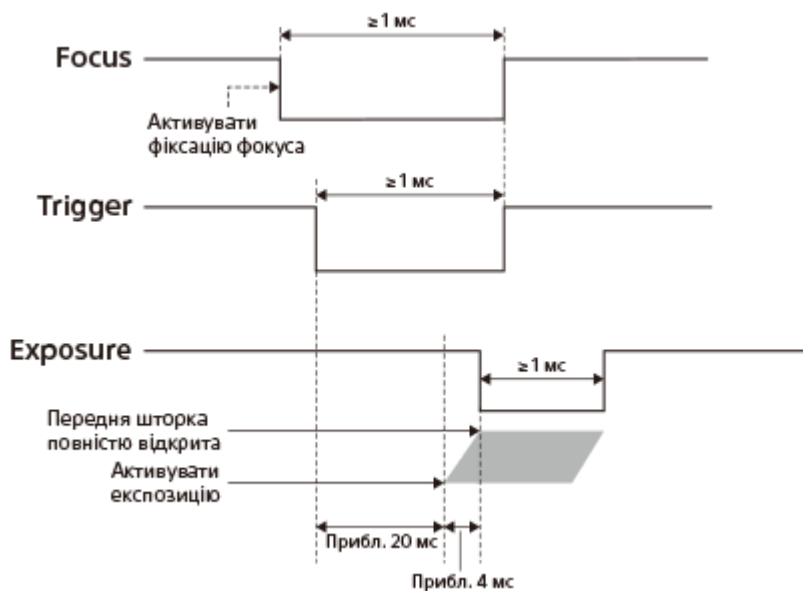 ≥1 мс
Focus
Активувати
фіксацію фокуса
≥1 мс
Trigger
Exposure
≥1 мс
Передня шторка
повністю відкрита
Активувати
експозицію
Прибл. 20 мс
Прибл. 4 мс